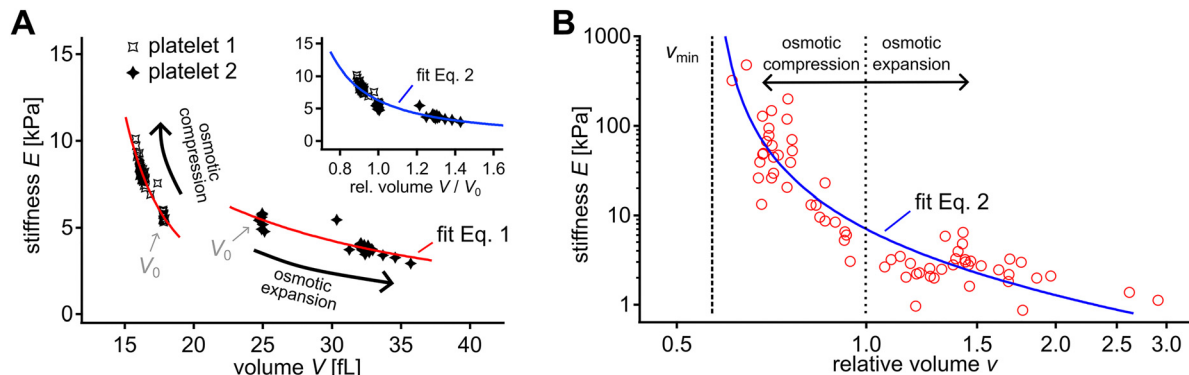 A
platelet 1
platelet 2
stiffness E [kPa]
15
10
5
0
15
20
25
30
35
40
volume V [fL]
osmotic
compression
V0
V0
osmotic
expansion
fit Eq. 1
15
10
5
0
0.8
1.0
1.2
1.4
1.6
rel. volume V / V0
fit Eq. 2
B
stiffness E [kPa]
1000
100
10
1
νmin
osmotic
compression
osmotic
expansion
fit Eq. 2
0.5
1.0
1.5
2.0
2.5
3.0
relative volume ν